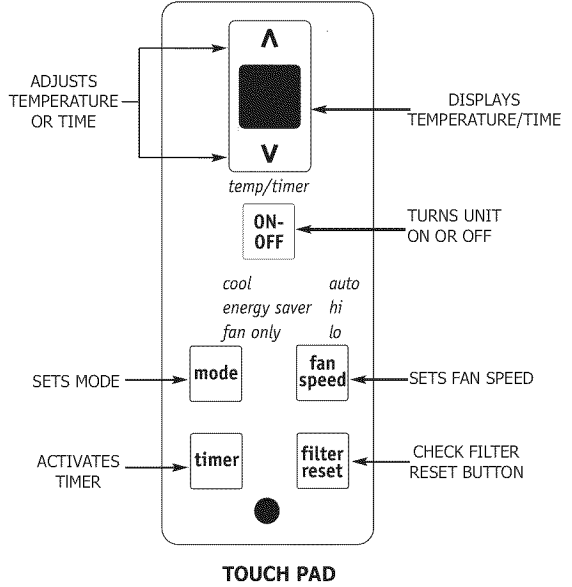 ADJUSTS
TEMPERATURE
OR TIME
DISPLAYS
TEMPERATURE/TIME
temp/timer
ON-
OFF
TURNS UNIT
ON OR OFF
cool auto
energy saver hi
fan only lo
SETS MODE
mode
fan
speed
SETS FAN SPEED
ACTIVATES
TIMER
timer
filter
reset
CHECK FILTER
RESET BUTTON
TOUCH PAD